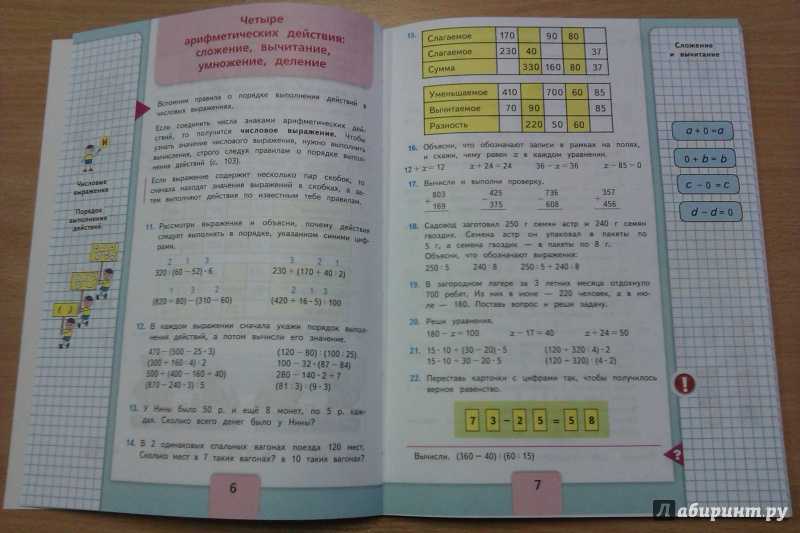 Четыре
арифметических действия:
сложение, вычитание,
умножение, деление
Вспомни правила о порядке выполнения действий в
числовых выражениях.
Если соединить числа знаками арифметических дей-
ствий, то получится числовое выражение. Чтобы
узнать значение числового выражения, нужно выполнить
вычисления, строго следуя правилам о порядке выпол-
нения действий (с. 103).
Если выражение содержит несколько пар скобок, то
сначала находят значения выражений в скобках, а за-
тем выполняют действия по известным тебе правилам.
Числовые
выражения
Порядок
выполнения
действий
11. Рассмотри выражения и объясни, почему действия
следует выполнять в порядке, указанном синими циф-
рами.
2 1 3
320 : (60 − 52) · 6
3 2 1
230 + (170 + 40 : 2)
1 3 2
(820 + 80) − (310 − 60)
2 1 3
(420 + 16 · 5) : 100
12. В каждом выражении сначала укажи порядок выпол-
нения действий, а потом вычисли его значение.
470 − (500 − 25 · 3) (120 − 80) · (100 : 25)
(300 + 160 : 4) · 2 100 − 32 · (87 − 84)
500 + (400 − 160 + 40) 280 − 140 · 2 + 7
(870 − 240 · 3) : 5 (81 : 3) : (9 · 3)
13. У Нины было 50 р. и ещё 8 монет, по 5 р. каж-
дая. Сколько всего денег было у Нины?
14. В 2 одинаковых спальных вагонах поезда 120 мест.
Сколько мест в 7 таких вагонах? в 10 таких вагонах?
6
15.
Слагаемое 170 90 80
Слагаемое 230 40 37
Сумма 330 160 80 37
Уменьшаемое 410 700 60 85
Вычитаемое 70 90 85
Разность 220 50 60
16. Объясни, что обозначают записи в рамках на полях,
и скажи, чему равен x в каждом уравнении.
12 + x = 12 x + 24 = 24 36 − x = 36 x − 85 = 0
17. Вычисли и выполни проверку.
+ 803 − 425 − 736 + 357
169 375 608 456
18. Садовод заготовил 250 г семян астр и 240 г семян
гвоздик. Семена астр он упаковал в пакеты по
5 г, а семена гвоздик — в пакеты по 8 г.
Объясни, что обозначают выражения:
250 : 5 240 : 8 250 : 5 + 240 : 8
19. В загородном лагере за 3 летних месяца отдохнуло
700 ребят. Из них в июне — 220 человек, а в ию-
ле — 180. Поставь вопрос и реши задачу.
20. Реши уравнения.
180 − x = 100 x − 17 = 40 x + 24 = 50
21. 15 · 10 + (30 − 20) · 5 (120 + 320 : 4) · 2
15 · 10 + 30 − 20 · 5 (120 + 320) : (4 · 2)
22. Переставь карточки с цифрами так, чтобы получилось
верное равенство.
7 3 − 2 5 = 5 8
Вычисли. (360 − 40) : (60 : 15)
7
Сложение
и вычитание
a + 0 = a
0 + b = b
c − 0 = c
d − d = 0
!
?
Лабиринт.ру